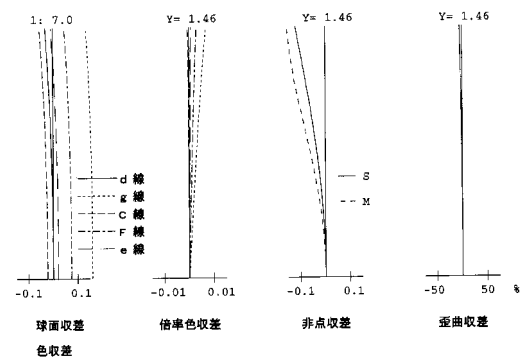 1: 7.0
Y= 1.46
Y= 1.46
Y= 1.46
d 線
g 線
C 線
F 線
e 線
S
M
-0.1 0.1
-0.01 0.01
-0.1 0.1
-50 50 %
球面収差
色収差
倍率色収差
非点収差
歪曲収差